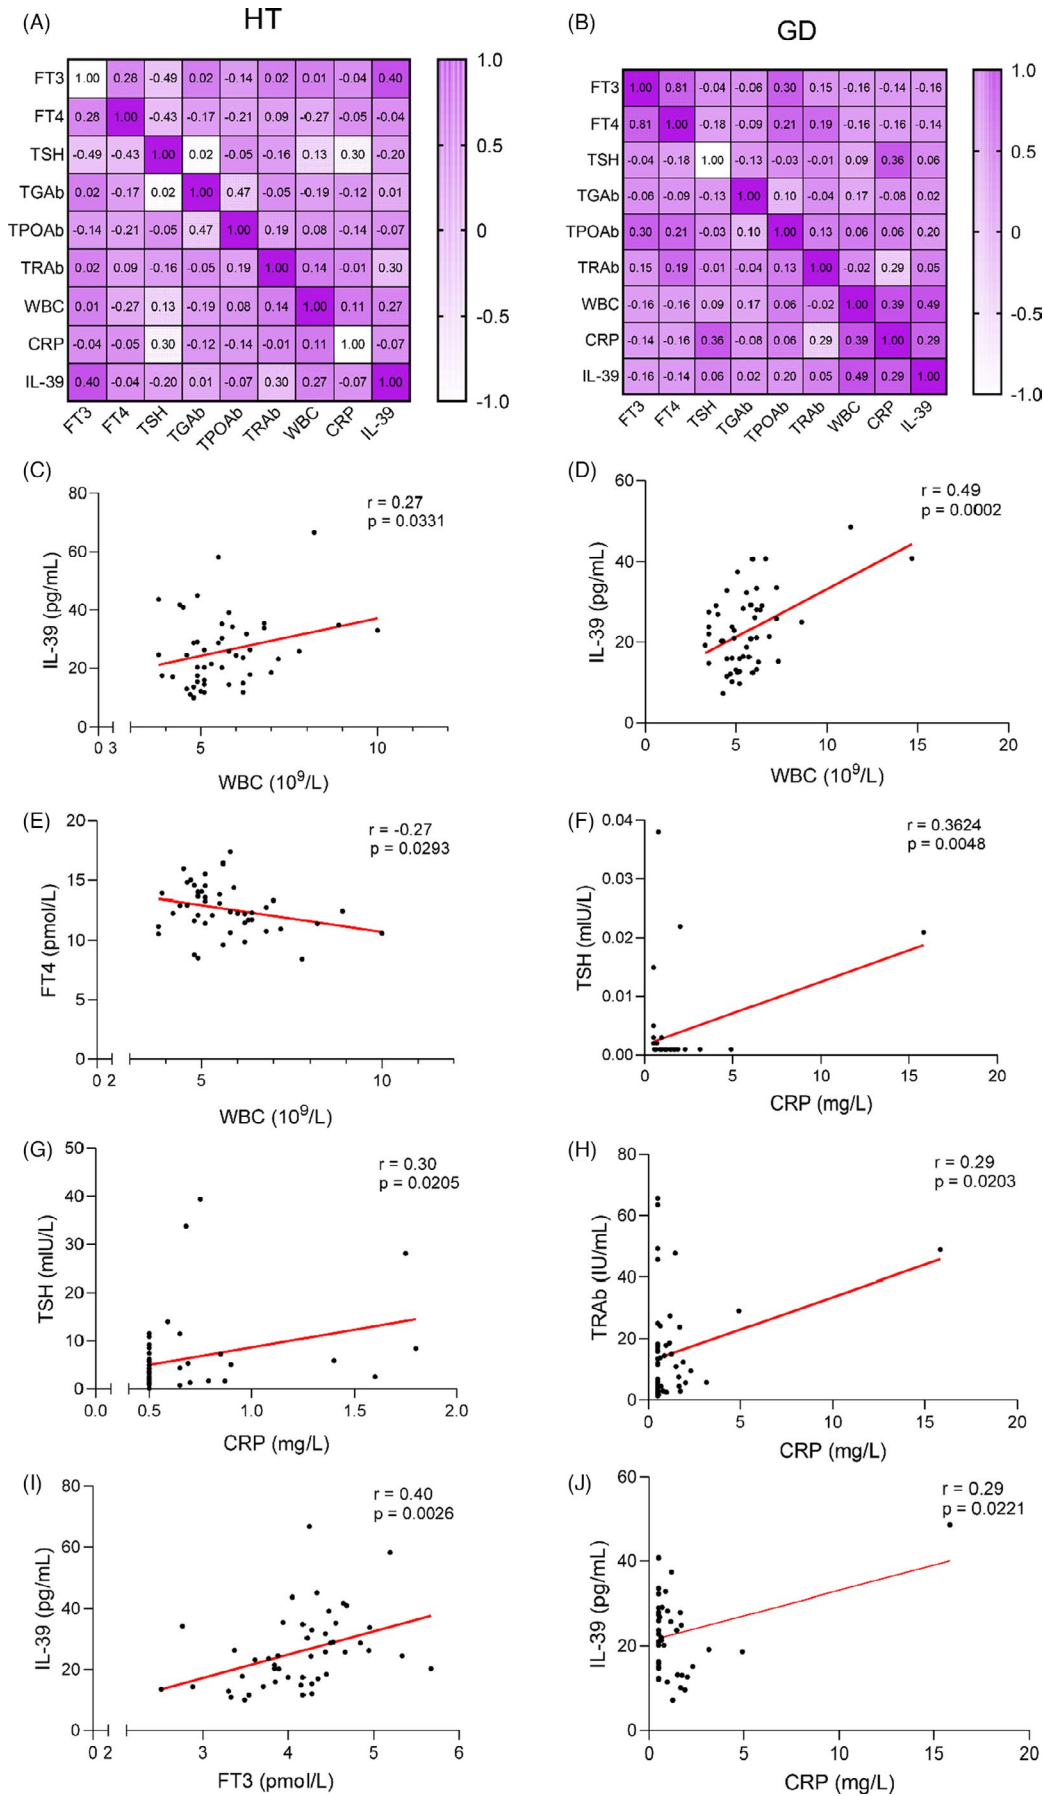 (A) HT
FT3 1.00 0.28 -0.49 0.02 -0.14 0.02 0.01 -0.04 0.40
FT4 0.28 1.00 -0.43 -0.17 -0.21 0.09 -0.27 -0.05 -0.04
TSH -0.49 -0.43 1.00 0.02 -0.05 -0.16 0.13 0.30 -0.20
TGAb 0.02 -0.17 0.02 1.00 0.47 -0.05 -0.19 -0.12 0.01
TPOAb -0.14 -0.21 -0.05 0.47 1.00 0.19 0.08 -0.14 -0.07
TRAb 0.02 0.09 -0.16 -0.05 0.19 1.00 0.14 -0.01 0.30
WBC 0.01 -0.27 0.13 -0.19 0.08 0.14 1.00 0.11 0.27
CRP -0.04 -0.05 0.30 -0.12 -0.14 -0.01 0.11 1.00 -0.07
IL-39 0.40 -0.04 -0.20 0.01 -0.07 0.30 0.27 -0.07 1.00
FT3 FT4 TSH TGAb TPOAb TRAb WBC CRP IL-39
1.0
0.5
0
-0.5
-1.0
(B) GD
FT3 1.00 0.81 -0.04 -0.06 0.30 0.15 -0.16 -0.14 -0.16
FT4 0.81 1.00 -0.18 -0.09 0.21 0.19 -0.16 -0.16 -0.14
TSH -0.04 -0.18 1.00 -0.13 -0.03 -0.01 0.09 0.36 0.06
TGAb -0.06 -0.09 -0.13 1.00 0.10 -0.04 0.17 -0.08 0.02
TPOAb 0.30 0.21 -0.03 0.10 1.00 0.13 0.06 0.06 0.20
TRAb 0.15 0.19 -0.01 -0.04 0.13 1.00 -0.02 0.29 0.05
WBC -0.16 -0.16 0.09 0.17 0.06 -0.02 1.00 0.39 0.49
CRP -0.14 -0.16 0.36 -0.08 0.06 0.29 0.39 1.00 0.29
IL-39 -0.16 -0.14 0.06 0.02 0.20 0.05 0.49 0.29 1.00
FT3 FT4 TSH TGAb TPOAb TRAb WBC CRP IL-39
1.0
0.5
0
-0.5
-1.0
(C)
r = 0.27
p = 0.0331
IL-39 (pg/mL)
80
60
40
20
0
0 3 5 10
WBC (10⁹/L)
(D)
r = 0.49
p = 0.0002
IL-39 (pg/mL)
60
40
20
0
0 5 10 15 20
WBC (10⁹/L)
(E)
r = -0.27
p = 0.0293
FT4 (pmol/L)
20
15
10
5
0
0 2 5 10
WBC (10⁹/L)
(F)
r = 0.3624
p = 0.0048
TSH (mIU/L)
0.04
0.03
0.02
0.01
0.00
0 5 10 15 20
CRP (mg/L)
(G)
r = 0.30
p = 0.0205
TSH (mIU/L)
50
40
30
20
10
0
0.0 0.5 1.0 1.5 2.0
CRP (mg/L)
(H)
r = 0.29
p = 0.0203
TRAb (IU/mL)
80
60
40
20
0
0 5 10 15 20
CRP (mg/L)
(I)
r = 0.40
p = 0.0026
IL-39 (pg/mL)
80
60
40
20
0
0 2 3 4 5 6
FT3 (pmol/L)
(J)
r = 0.29
p = 0.0221
IL-39 (pg/mL)
60
40
20
0
0 5 10 15 20
CRP (mg/L)